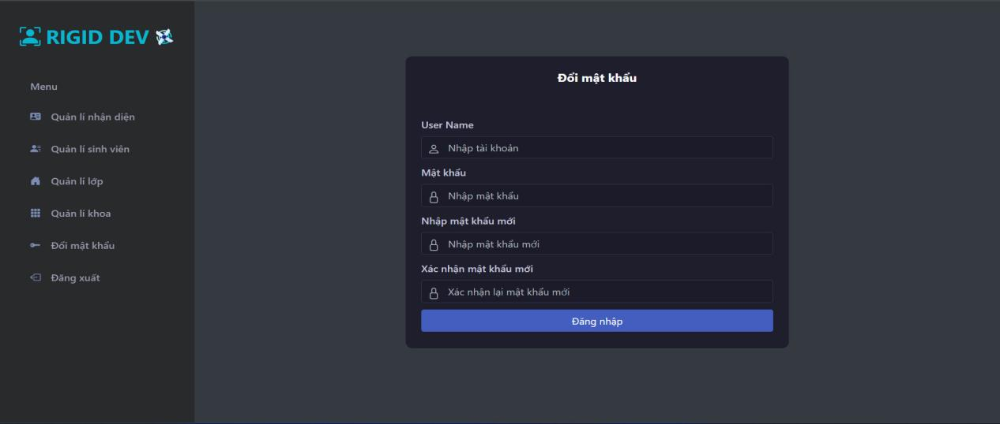 RIGID DEV
Menu
Quản lí nhận diện
Quản lí sinh viên
Quản lí lớp
Quản lí khoa
Đổi mật khẩu
Đăng xuất
Đổi mật khẩu
User Name
Nhập tài khoản
Mật khẩu
Nhập mật khẩu
Nhập mật khẩu mới
Nhập mật khẩu mới
Xác nhận mật khẩu mới
Xác nhận lại mật khẩu mới
Đăng nhập